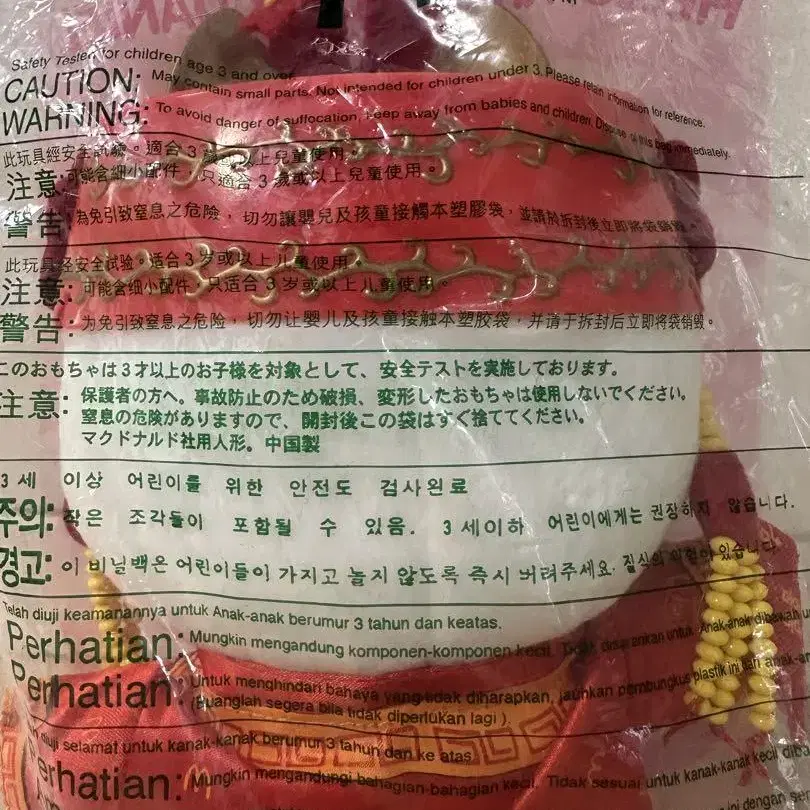 Safety Tested for children age 3 and over
CAUTION: May contain small parts. Not intended for children under 3. Please retain information for reference.
WARNING: To avoid danger of suffocation, keep away from babies and children. Dispose of this bag immediately.
此玩具經安全試驗。適合3歲或以上兒童使用。
注意:可能含細小配件，只適合3歲或以上兒童使用。
警告:為免引致窒息之危險，切勿讓嬰兒及孩童接觸本塑膠袋，並請於拆封後立即將袋銷毀。
此玩具经安全试验。适合3岁或以上儿童使用。
注意:可能含细小配件，只适合3岁或以上儿童使用。
警告:为免引致窒息之危险，切勿让婴儿及孩童接触本塑胶袋，并请于拆封后立即将袋销毁。
このおもちゃは3才以上のお子様を対象として、安全テストを実施しております。
注意:保護者の方へ。事故防止のため破損、変形したおもちゃは使用しないでください。
窒息の危険がありますので、開封後この袋はすぐ捨ててください。
マクドナルド社用人形。中国製
3세 이상 어린이를 위한 안전도 검사완료
주의:작은 조각들이 포함될 수 있음. 3세이하 어린이에게는 권장하지 않습니다.
경고:이 비닐백은 어린이들이 가지고 놀지 않도록 즉시 버려주세요. 질식의 위험이 있습니다.
Telah diuji keamanannya untuk Anak-anak berumur 3 tahun dan keatas.
Perhatian: Mungkin mengandung komponen-komponen kecil. Tidak disarankan untuk Anak-anak dibawah
Perhatian: Untuk menghindari bahaya yang tidak diharapkan, jauhkan pembungkus plastik ini dari
(Buanglah segera bila tidak diperlukan lagi ).
diuji selamat untuk kanak-kanak berumur 3 tahun dan ke atas
Perhatian: Mungkin mengandungi bahagian-bahagian kecil. Tidak sesuai untuk kanak-kanak kecil
ini dengan